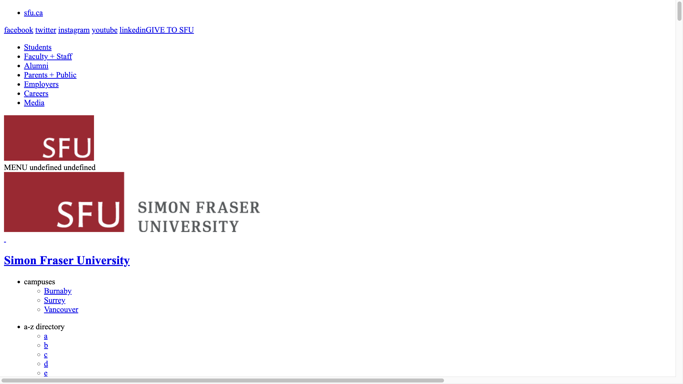 sfu.ca
facebook twitter instagram youtube linkedinGIVE TO SFU
Students
Faculty + Staff
Alumni
Parents + Public
Employers
Careers
Media
SFU
MENU undefined undefined
SFU SIMON FRASER
UNIVERSITY
Simon Fraser University
campuses
Burnaby
Surrey
Vancouver
a-z directory
a
b
c
d
e